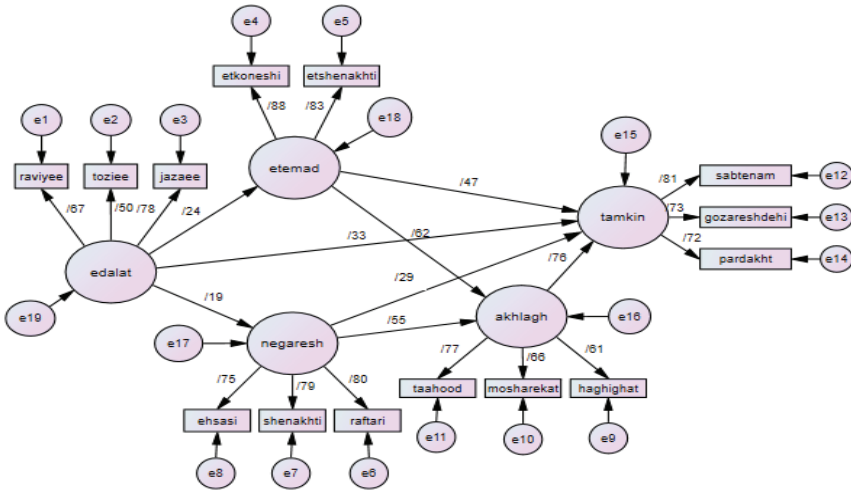 e4
e5
etkoneshi
etshenakhti
/88
/83
e1
e2
e3
e18
e15
raviyee
toziee
jazaee
etemad
/67
/50
/78
/24
/47
/81
sabtenam
e12
tamkin
/73
gozareshdehi
e13
/33
/62
/72
pardakht
e14
edalat
/29
/76
e19
/19
/55
akhlagh
e16
e17
negaresh
/75
/79
/80
/77
/66
/61
taahood
mosharekat
haghighat
ehsasi
shenakhti
raftari
e11
e10
e9
e8
e7
e6